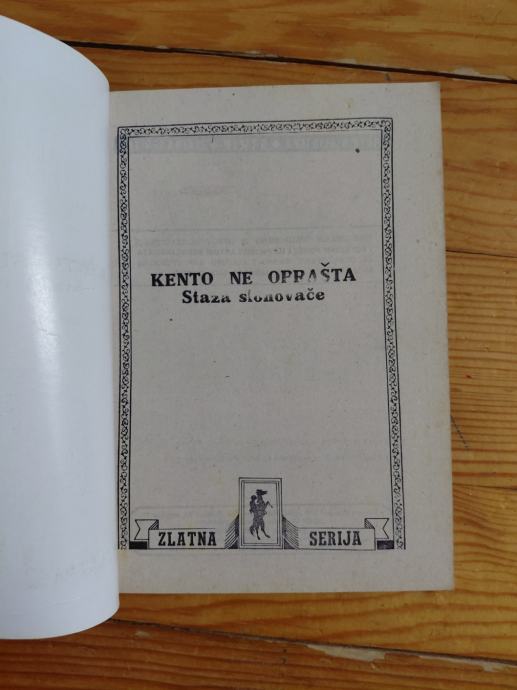 KENTO NE OPRAŠTA
Staza slonovače
ZLATNA SERIJA